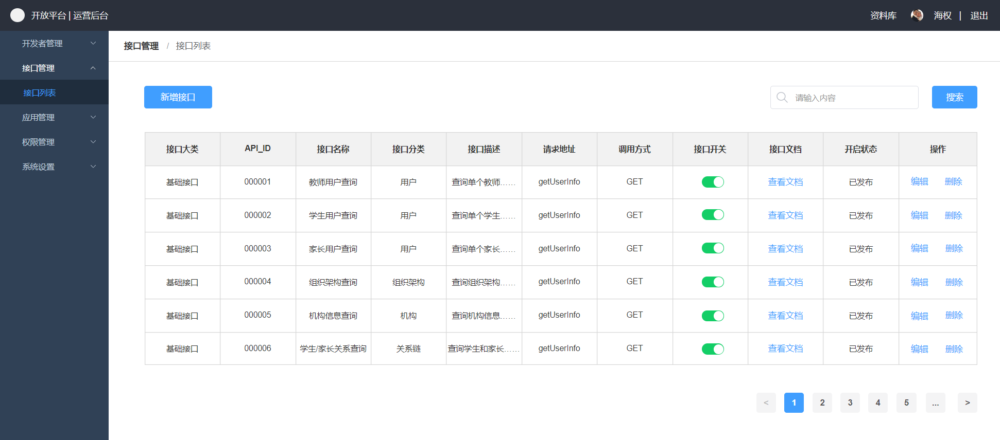 开放平台 | 运营后台
资料库 海权 | 退出
开发者管理
接口管理
接口列表
应用管理
权限管理
系统设置
接口管理 / 接口列表
新增接口
请输入内容
搜索
接口大类 API_ID 接口名称 接口分类 接口描述 请求地址 调用方式 接口开关 接口文档 开启状态 操作
基础接口 000001 教师用户查询 用户 查询单个教师…… getUserInfo GET 查看文档 已发布 编辑 删除
基础接口 000002 学生用户查询 用户 查询单个学生…… getUserInfo GET 查看文档 已发布 编辑 删除
基础接口 000003 家长用户查询 用户 查询单个家长…… getUserInfo GET 查看文档 已发布 编辑 删除
基础接口 000004 组织架构查询 组织架构 查询组织架构…… getUserInfo GET 查看文档 已发布 编辑 删除
基础接口 000005 机构信息查询 机构 查询机构信息…… getUserInfo GET 查看文档 已发布 编辑 删除
基础接口 000006 学生/家长关系查询 关系链 查询学生和家长…… getUserInfo GET 查看文档 已发布 编辑 删除
< 1 2 3 4 5 ... >